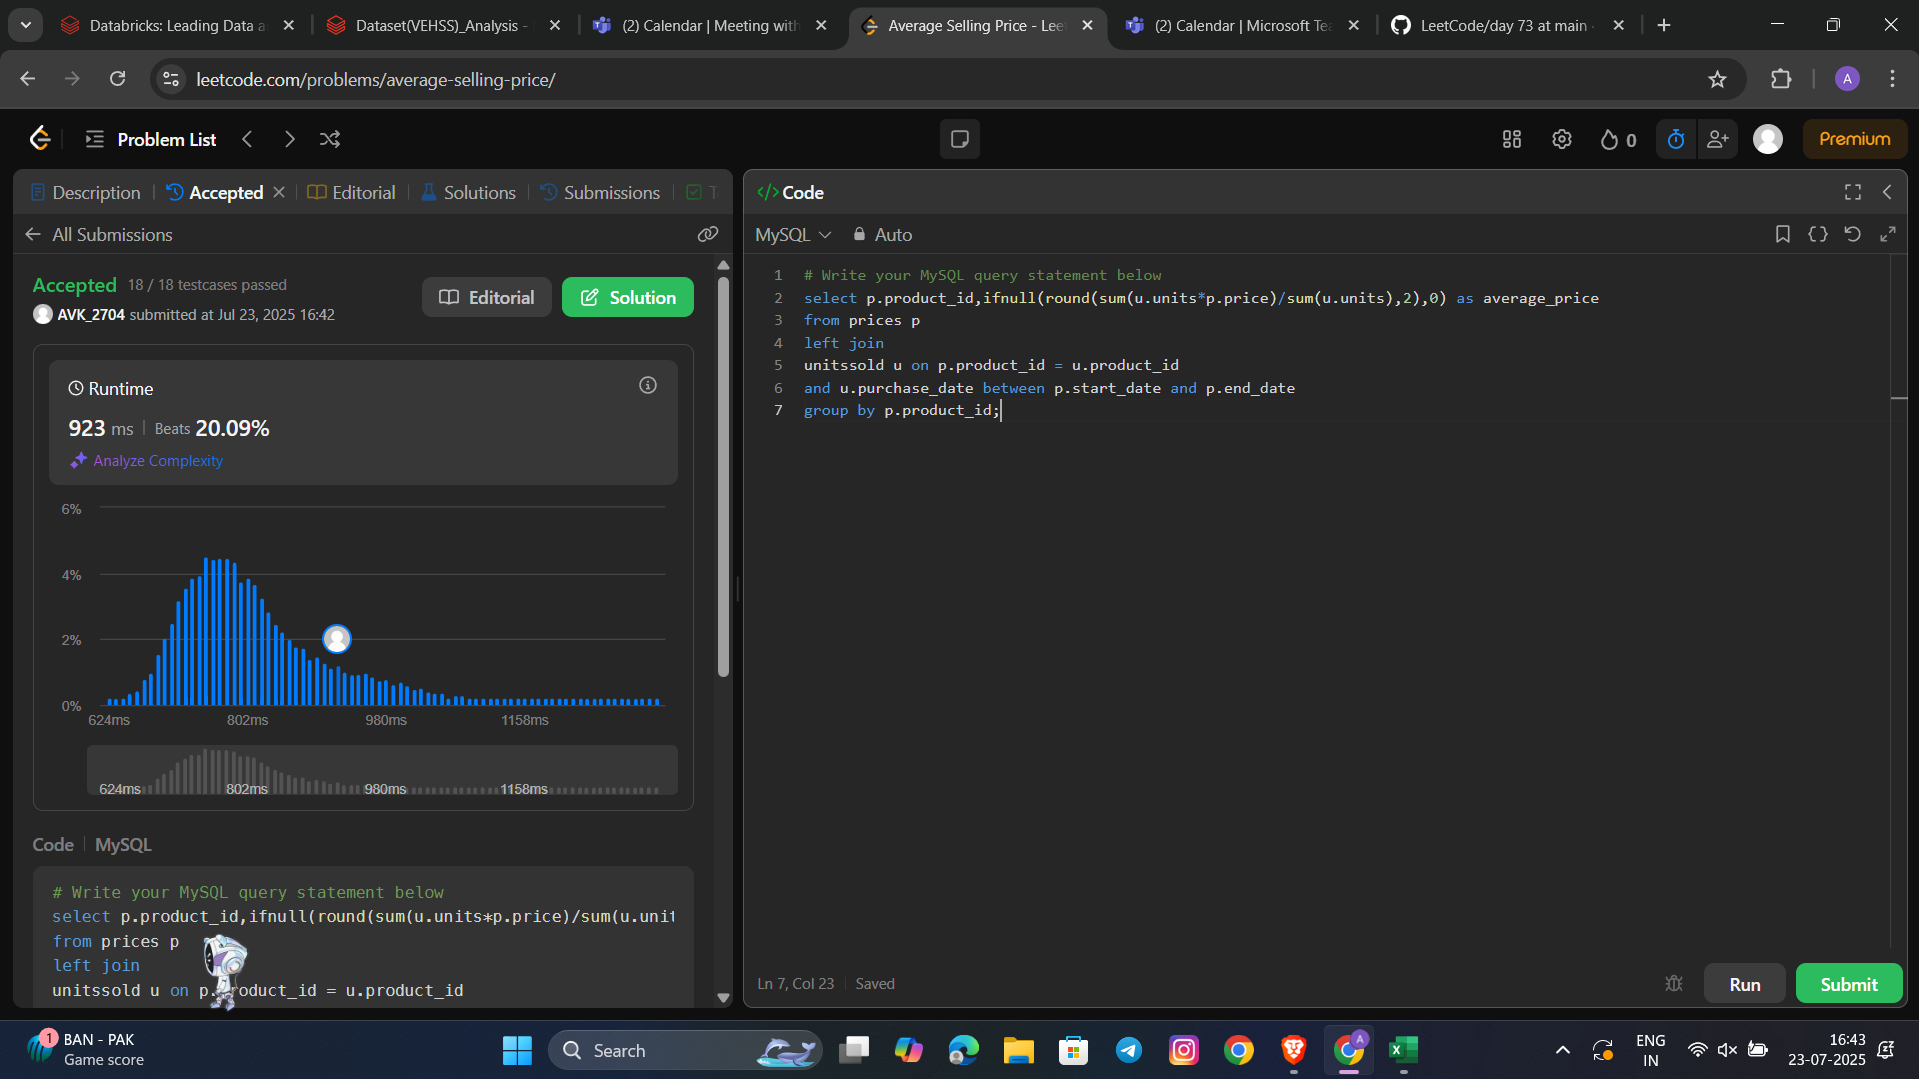 Databricks: Leading Data a
Dataset(VEHSS)_Analysis -
(2) Calendar | Meeting with
Average Selling Price - Lee
(2) Calendar | Microsoft Tea
LeetCode/day 73 at main ·
leetcode.com/problems/average-selling-price/
A
Problem List
0
Premium
Description
Accepted
Editorial
Solutions
Submissions
T
</> Code
All Submissions
MySQL
Auto
Accepted 18 / 18 testcases passed
AVK_2704 submitted at Jul 23, 2025 16:42
Editorial
Solution
Runtime
923 ms | Beats 20.09%
Analyze Complexity
6%
4%
2%
0%
624ms 802ms 980ms 1158ms
624ms 802ms 980ms 1158ms
Code | MySQL
# Write your MySQL query statement below
select p.product_id,ifnull(round(sum(u.units*p.price)/sum(u.unit
from prices p
left join
unitssold u on p. oduct_id = u.product_id
1 # Write your MySQL query statement below
2 select p.product_id,ifnull(round(sum(u.units*p.price)/sum(u.units),2),0) as average_price
3 from prices p
4 left join
5 unitssold u on p.product_id = u.product_id
6 and u.purchase_date between p.start_date and p.end_date
7 group by p.product_id;
Ln 7, Col 23 | Saved
Run
Submit
1
BAN - PAK
Game score
Search
A
ENG
IN
16:43
23-07-2025